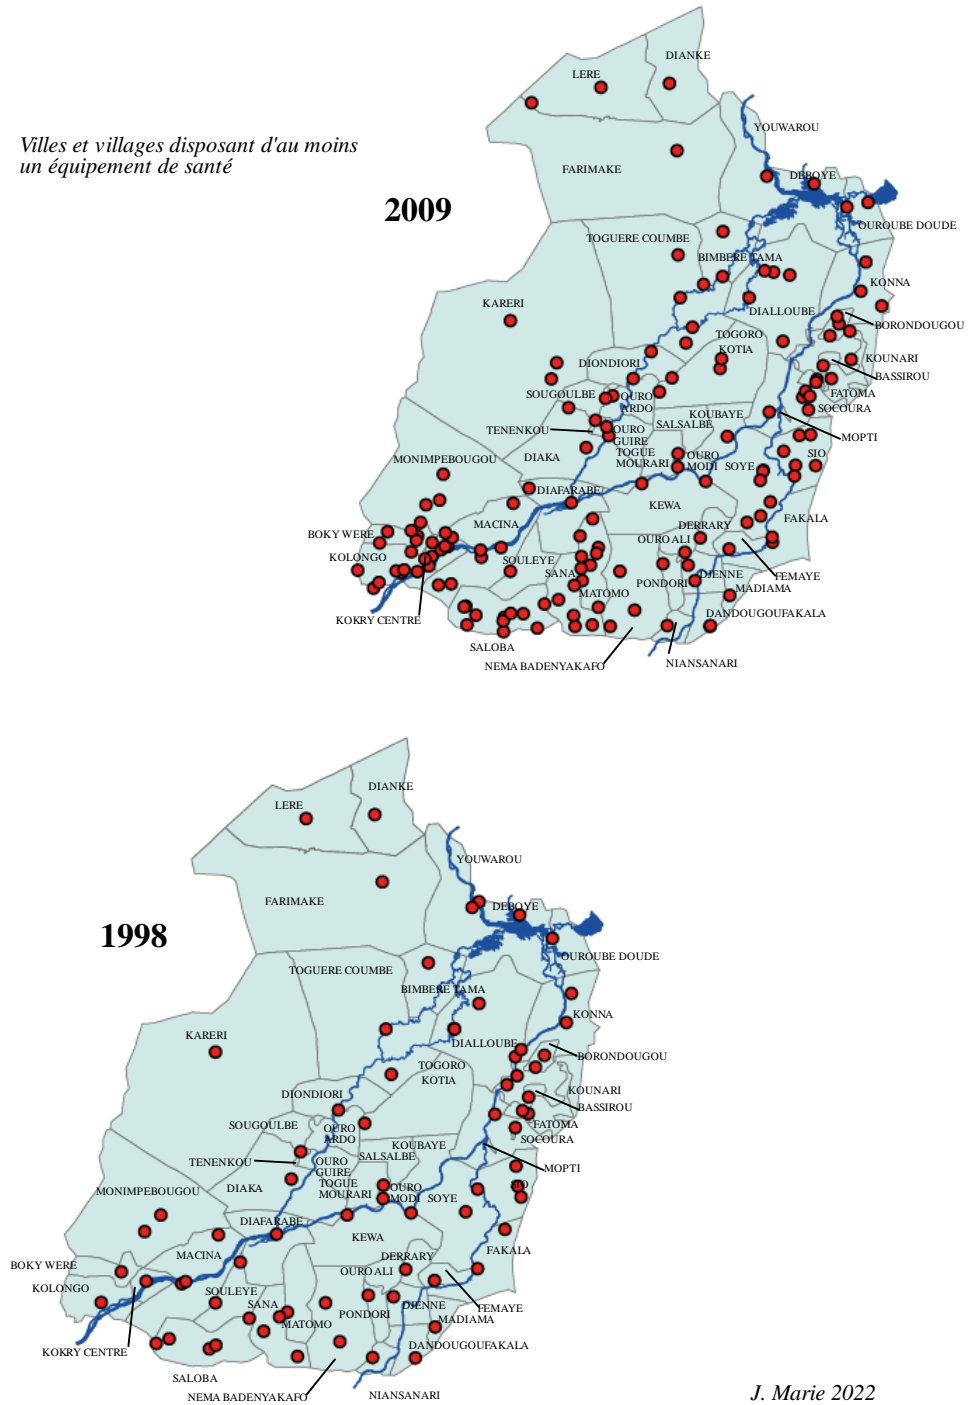 Villes et villages disposant d'au moins
un équipement de santé
2009
DIANKE
LERE
YOUWAROU
FARIMAKE
DEBOYE
OUROUBE DOUDE
TOGUERE COUMBE
BIMBERE TAMA
KONNA
KARERI
DIALLOUBE
BORONDOUGOU
TOGORO
KOTIA
KOUNARI
DIONDIORI
BASSIROU
SOUGOULBE
OURO
ARDO
FATOMA
SOCOURA
KOUBAYE
SALSALBE
TENENKOU
OURO
GUIRE
MOPTI
DIAKA
TOGUE
MOURARI
OURO
MODI
SOYE
SIO
MONIMPEBOUGOU
DIAFARABE
KEWA
MACINA
DERRARY
FAKALA
BOKY WERE
OURO ALI
KOLONGO
SOULEYE
SANA
DJENNE
FEMAYE
PONDORI
MADIAMA
MATOMO
KOKRY CENTRE
DANDOUGOUFAKALA
SALOBA
NEMA BADENYAKAFO
NIANSANARI
1998
DIANKE
LERE
YOUWAROU
FARIMAKE
DEBOYE
OUROUBE DOUDE
TOGUERE COUMBE
BIMBERE TAMA
KONNA
KARERI
DIALLOUBE
BORONDOUGOU
TOGORO
KOTIA
KOUNARI
DIONDIORI
BASSIROU
SOUGOULBE
OURO
ARDO
FATOMA
SOCOURA
KOUBAYE
SALSALBE
TENENKOU
OURO
GUIRE
MOPTI
DIAKA
TOGUE
MOURARI
OURO
MODI
SOYE
SIO
MONIMPEBOUGOU
DIAFARABE
KEWA
MACINA
DERRARY
FAKALA
BOKY WERE
OURO ALI
KOLONGO
SOULEYE
SANA
DJENNE
FEMAYE
PONDORI
MADIAMA
MATOMO
KOKRY CENTRE
DANDOUGOUFAKALA
SALOBA
NEMA BADENYAKAFO
NIANSANARI
J. Marie 2022